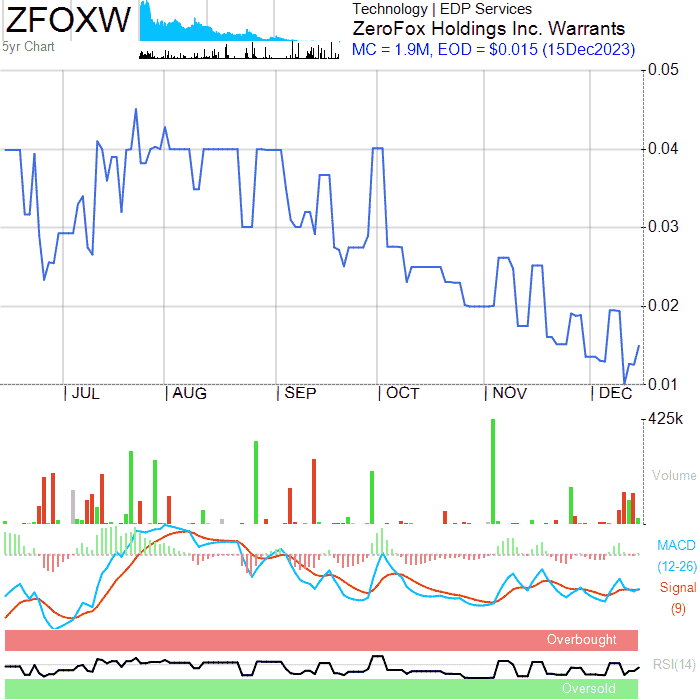 ZFOXW
5yr Chart
Technology | EDP Services
ZeroFox Holdings Inc. Warrants
MC = 1.9M, EOD = $0.015 (15Dec2023)
0.05
0.04
0.03
0.02
0.01
JUL
AUG
SEP
OCT
NOV
DEC
425k
Volume
MACD
(12-26)
Signal
(9)
Overbought
RSI(14)
Oversold